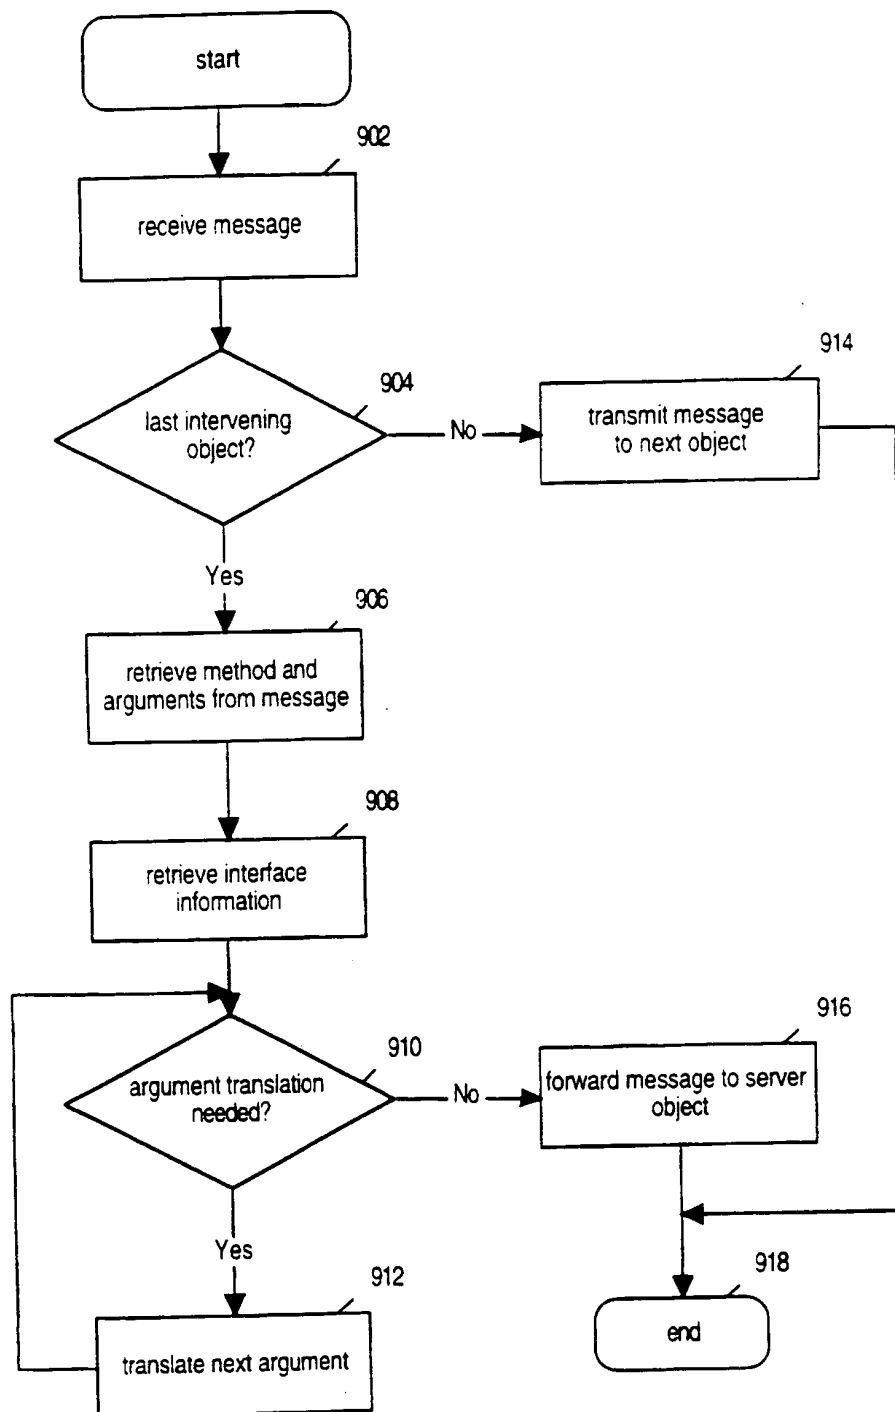 start
902
receive message
904
last intervening
object?
No
914
transmit message
to next object
Yes
906
retrieve method and
arguments from message
908
retrieve interface
information
910
argument translation
needed?
No
916
forward message to server
object
Yes
912
translate next argument
918
end